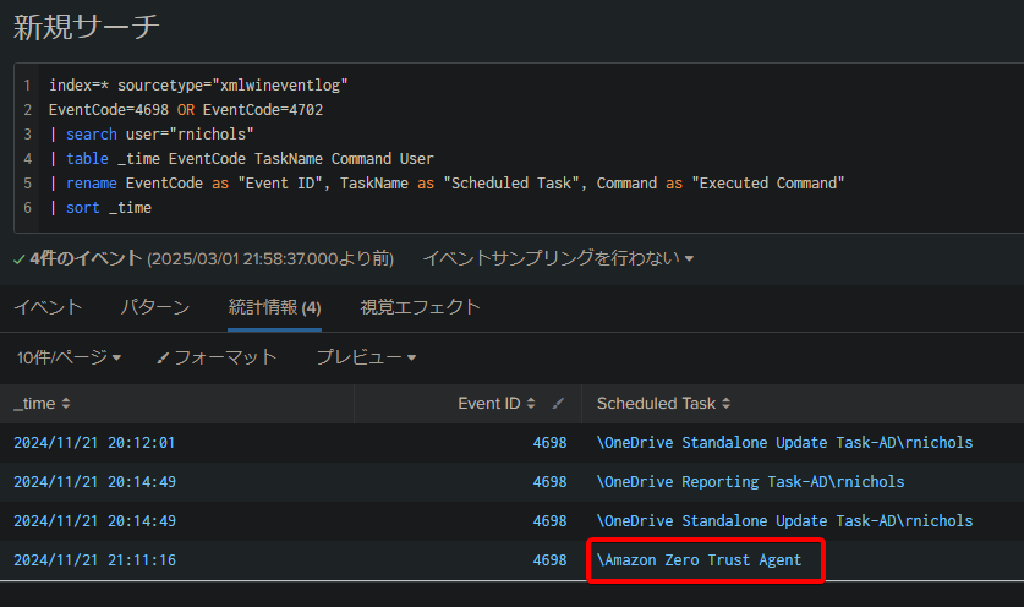 新規サーチ
1 index=* sourcetype="xmlwineventlog"
2 EventCode=4698 OR EventCode=4702
3 | search user="rnichols"
4 | table _time EventCode TaskName Command User
5 | rename EventCode as "Event ID", TaskName as "Scheduled Task", Command as "Executed Command"
6 | sort _time
4件のイベント (2025/03/01 21:58:37.000より前) イベントサンプリングを行わない
イベント パターン 統計情報 (4) 視覚エフェクト
10件/ページ フォーマット プレビュー
_time Event ID Scheduled Task
2024/11/21 20:12:01 4698 \OneDrive Standalone Update Task-AD\rnichols
2024/11/21 20:14:49 4698 \OneDrive Reporting Task-AD\rnichols
2024/11/21 20:14:49 4698 \OneDrive Standalone Update Task-AD\rnichols
2024/11/21 21:11:16 4698 \Amazon Zero Trust Agent